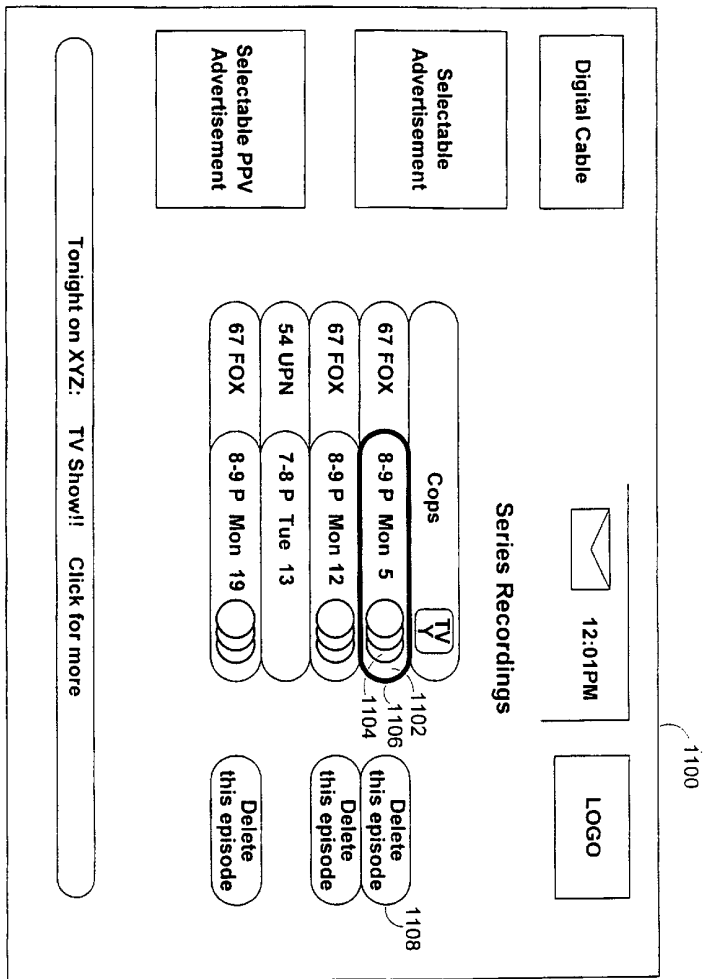 1100
Digital Cable
12:01PM
LOGO
Series Recordings
Selectable
Advertisement
Selectable PPV
Advertisement
Cops
TV
Y
67 FOX 8-9 P Mon 5
Delete
this episode
67 FOX 8-9 P Mon 12
Delete
this episode
54 UPN 7-8 P Tue 13
67 FOX 8-9 P Mon 19
Delete
this episode
1102
1106
1104
1108
Tonight on XYZ: TV Show!! Click for more